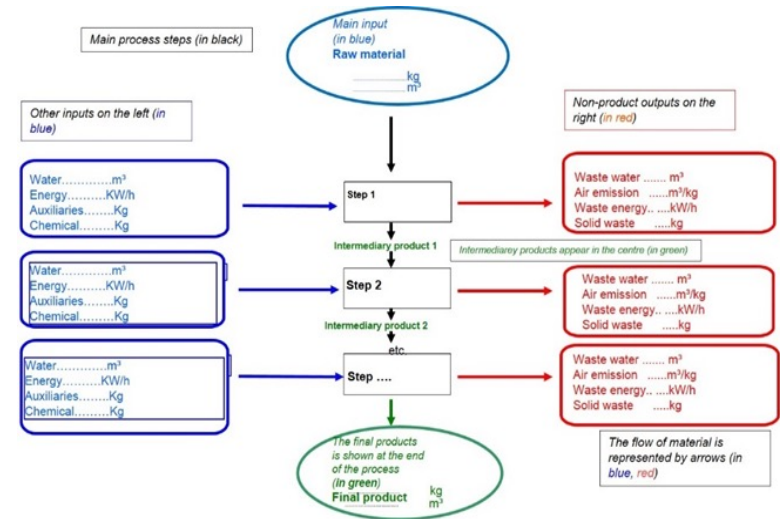 Main process steps (in black)
Main input
(in blue)
Raw material
..................kg
..................m³
Other inputs on the left (in
blue)
Non-product outputs on the
right (in red)
Water.............m³
Energy..........KW/h
Auxiliaries........Kg
Chemical.........Kg
Step 1
Waste water ....... m³
Air emission ......m³/kg
Waste energy.. ....kW/h
Solid waste .....kg
Intermediary product 1
Intermediarey products appear in the centre (in green)
Water.............m³
Energy..........KW/h
Auxiliaries........Kg
Chemical.........Kg
Step 2
Waste water ....... m³
Air emission ......m³/kg
Waste energy.. ....kW/h
Solid waste .....kg
Intermediary product 2
etc.
Water.............m³
Energy..........KW/h
Auxiliaries........Kg
Chemical.........Kg
Step ....
Waste water ....... m³
Air emission ......m³/kg
Waste energy.. ....kW/h
Solid waste .....kg
The final products
is shown at the end
of the process
(In green)
Final product kg
.................. m³
The flow of material is
represented by arrows (in
blue, red)